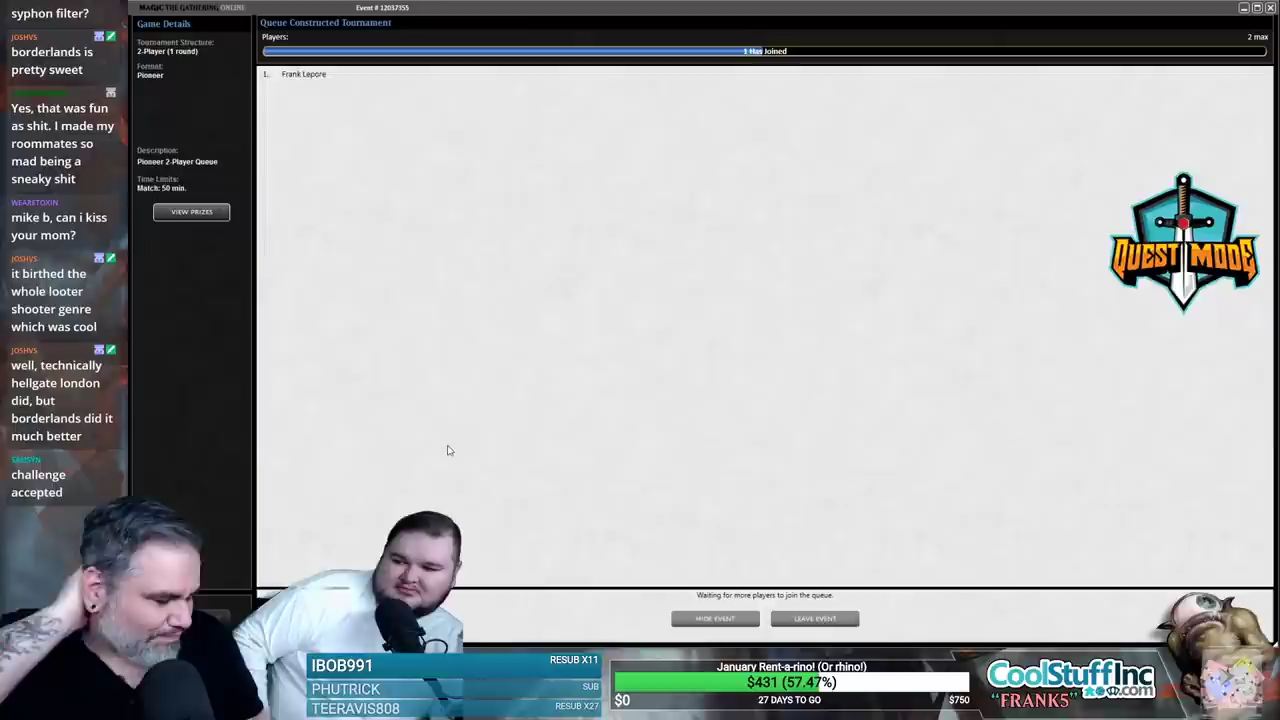 syphon filter?
JOSHVS
borderlands is
pretty sweet
Yes, that was fun
as shit. I made my
roommates so
mad being a
sneaky shit
WEARETOXIN
mike b, can i kiss
your mom?
JOSHVS
it birthed the
whole looter
shooter genre
which was cool
JOSHVS
well, technically
hellgate london
did, but
borderlands did it
much better
SAMSYN
challenge
accepted
MAGIC THE GATHERING ONLINE
Event # 12037355
Game Details
Tournament Structure:
2-Player (1 round)
Format:
Pioneer
Description:
Pioneer 2-Player Queue
Time Limits:
Match: 50 min.
VIEW PRIZES
Queue Constructed Tournament
Players:
2 max
1 Has Joined
1. Frank Lepore
QUEST MODE
Waiting for more players to join the queue.
HIDE EVENT
LEAVE EVENT
IBOB991 RESUB X11
PHUTRICK SUB
TEERAVIS808 RESUB X27
January Rent-a-rino! (Or rhino!)
$431 (57.47%)
$0 27 DAYS TO GO $750
CoolStuffInc
.com
"FRANK5"